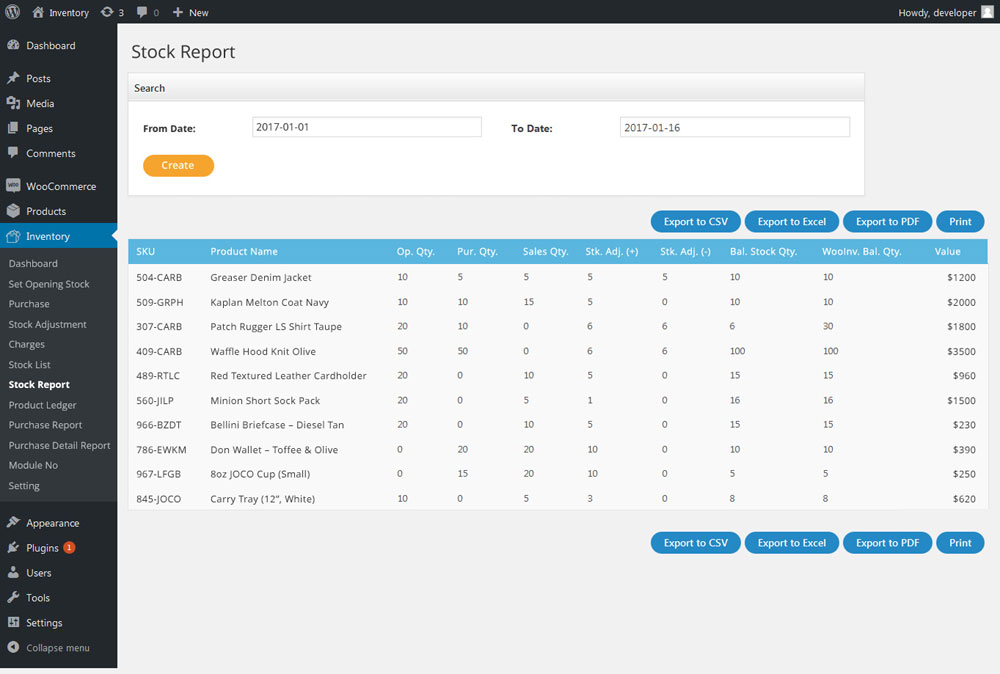 Inventory 3 0 New Howdy, developer
Dashboard
Posts
Media
Pages
Comments
WooCommerce
Products
Inventory
Dashboard
Set Opening Stock
Purchase
Stock Adjustment
Charges
Stock List
Stock Report
Product Ledger
Purchase Report
Purchase Detail Report
Module No
Setting
Appearance
Plugins 1
Users
Tools
Settings
Collapse menu
Stock Report
Search
From Date: 2017-01-01 To Date: 2017-01-16
Create
Export to CSV Export to Excel Export to PDF Print
SKU Product Name Op. Qty. Pur. Qty. Sales Qty. Stk. Adj. (+) Stk. Adj. (-) Bal. Stock Qty. WooInv. Bal. Qty. Value
504-CARB Greaser Denim Jacket 10 5 5 5 5 10 10 $1200
509-GRPH Kaplan Melton Coat Navy 10 10 15 5 0 10 10 $2000
307-CARB Patch Rugger LS Shirt Taupe 20 10 0 6 6 6 30 $1800
409-CARB Waffle Hood Knit Olive 50 50 0 6 6 100 100 $3500
489-RTLC Red Textured Leather Cardholder 20 0 10 5 0 15 15 $960
560-JILP Minion Short Sock Pack 20 0 5 1 0 16 16 $1500
966-BZDT Bellini Briefcase – Diesel Tan 20 0 10 5 0 15 15 $230
786-EWKM Don Wallet – Toffee & Olive 0 20 20 10 0 10 10 $390
967-LFGB 8oz JOCO Cup (Small) 0 15 20 10 0 5 5 $250
845-JOCO Carry Tray (12”, White) 10 0 5 3 0 8 8 $620
Export to CSV Export to Excel Export to PDF Print